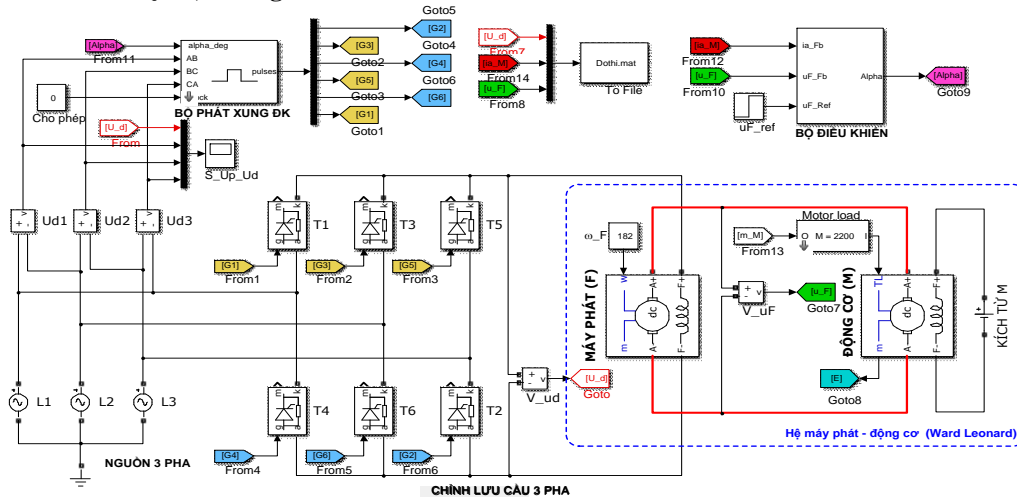 [Alpha]
From11
alpha_deg
AB
BC
CA
pulses
0
Cho phép
BỘ PHÁT XUNG ĐK
[U_d]
From
S_Up_Ud
[G3]
Goto2
[G5]
Goto3
[G1]
Goto1
Goto5
[G2]
Goto4
[G4]
Goto6
[G6]
[U_d]
From7
[ia_M]
From14
[u_F]
From8
Dothi.mat
To File
[ia_M]
From12
[u_F]
From10
uF_ref
ia_Fb
uF_Fb
uF_Ref
Alpha
BỘ ĐIỀU KHIỂN
[Alpha]
Goto9
v
+ -
Ud1
v
+ -
Ud2
v
+ -
Ud3
m k
g a
T1
m k
g a
T3
m k
g a
T5
[G1]
From1
[G3]
From2
[G5]
From3
m k
g a
T4
m k
g a
T6
m k
g a
T2
[G4]
From4
[G6]
From5
[G2]
From6
L1
L2
L3
NGUỒN 3 PHA
CHỈNH LƯU CẦU 3 PHA
+
-
v
V_ud
[U_d]
Goto
ω_F
182
MÁY PHÁT (F)
w
A+
F+
dc
m
A-
F-
+
-
v
V_uF
[u_F]
Goto7
Motor load
[m_M]
From13
O
M = 2200
I
ĐỘNG CƠ (M)
TL
A+
F+
dc
m
A-
F-
[E]
Goto8
KÍCH TỪ M
Hệ máy phát - động cơ (Ward Leonard)